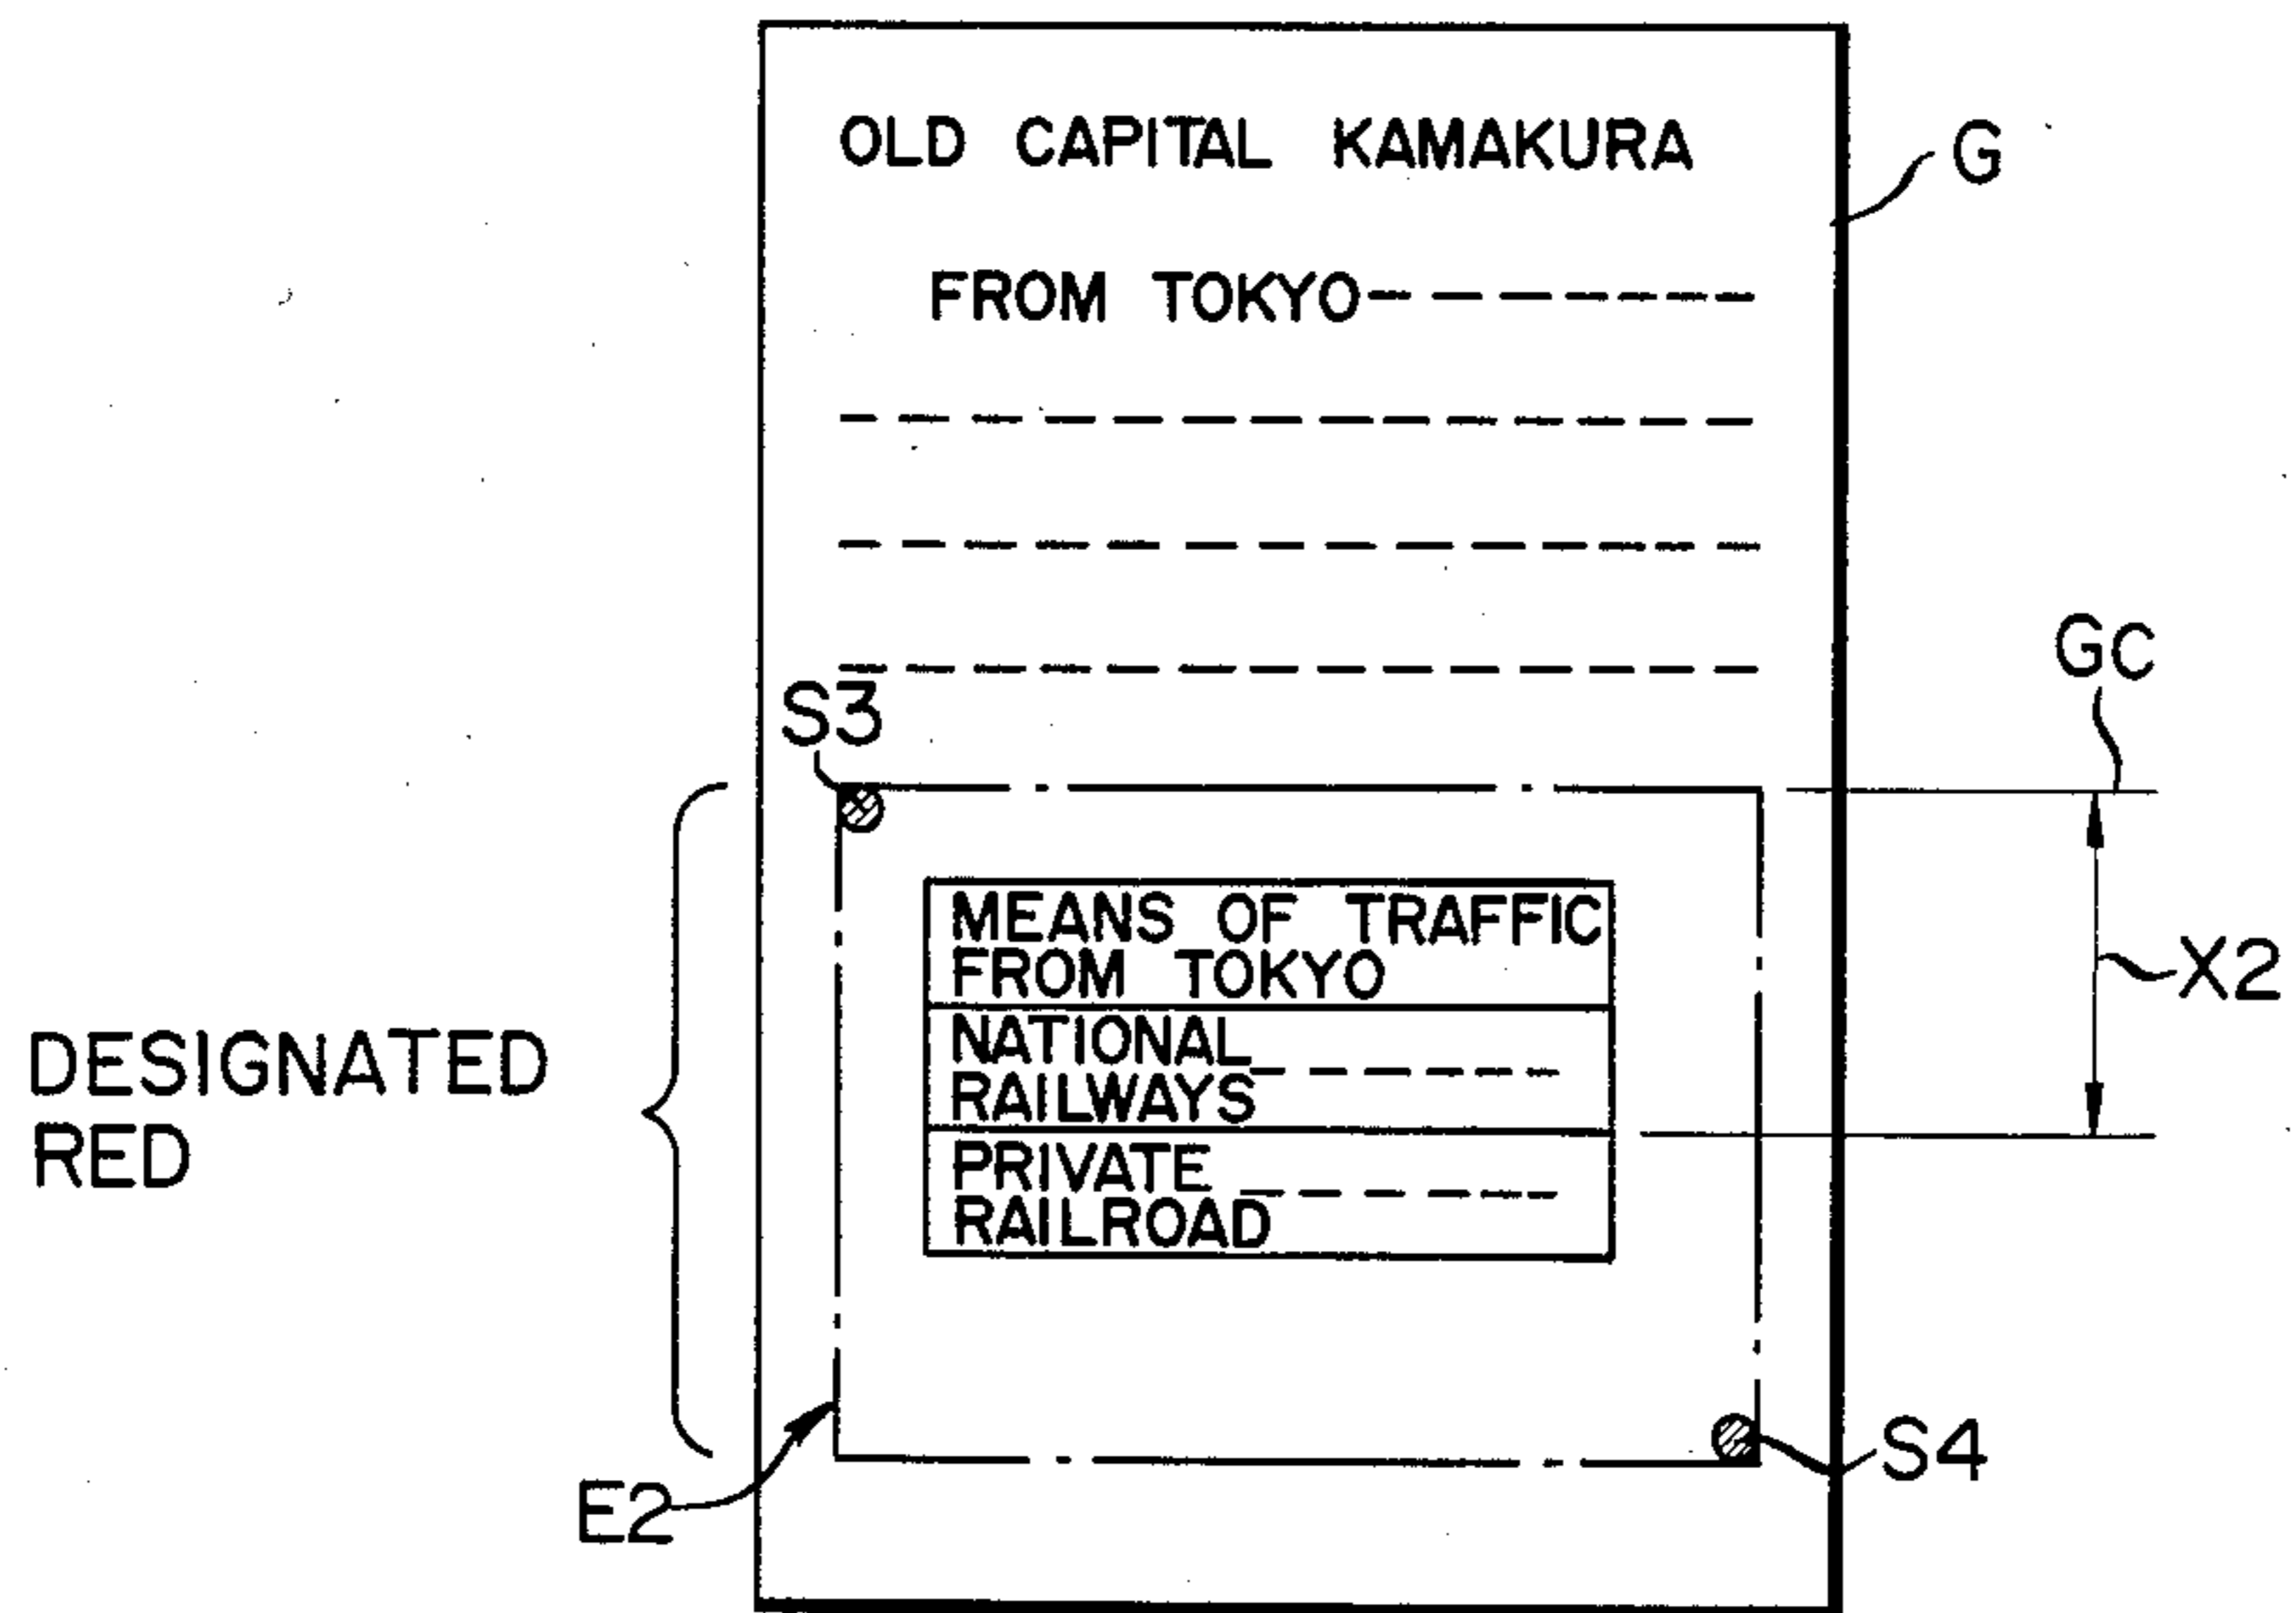 OLD CAPITAL KAMAKURA
G
FROM TOKYO
GC
S3
MEANS OF TRAFFIC
FROM TOKYO
X2
DESIGNATED
RED
NATIONAL
RAILWAYS
PRIVATE
RAILROAD
S4
E2